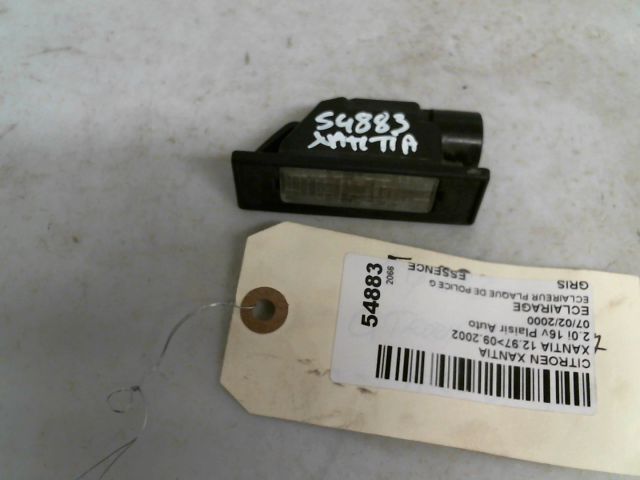 54883
XANTIA
CITROEN XANTIA
XANTIA 12.97>09.2002
2.0i 16v Plaisir Auto
07/02/2000
ECLAIRAGE
ECLAIREUR PLAQUE DE POLICE G
ESSENCE
GRIS
54883
2066